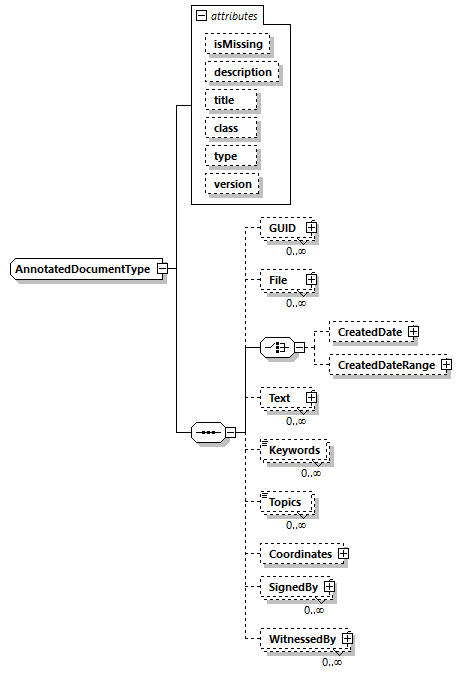 attributes
isMissing
description
title
class
type
version
GUID
0..∞
AnnotatedDocumentType
File
0..∞
CreatedDate
CreatedDateRange
Text
0..∞
Keywords
0..∞
Topics
0..∞
Coordinates
SignedBy
0..∞
WitnessedBy
0..∞